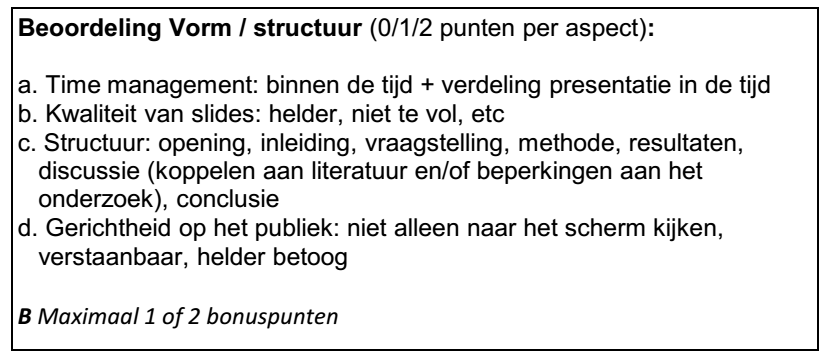 Beoordeling Vorm / structuur (0/1/2 punten per aspect):
a. Time management: binnen de tijd + verdeling presentatie in de tijd
b. Kwaliteit van slides: helder, niet te vol, etc
c. Structuur: opening, inleiding, vraagstelling, methode, resultaten,
discussie (koppelen aan literatuur en/of beperkingen aan het
onderzoek), conclusie
d. Gerichtheid op het publiek: niet alleen naar het scherm kijken,
verstaanbaar, helder betoog
B Maximaal 1 of 2 bonuspunten